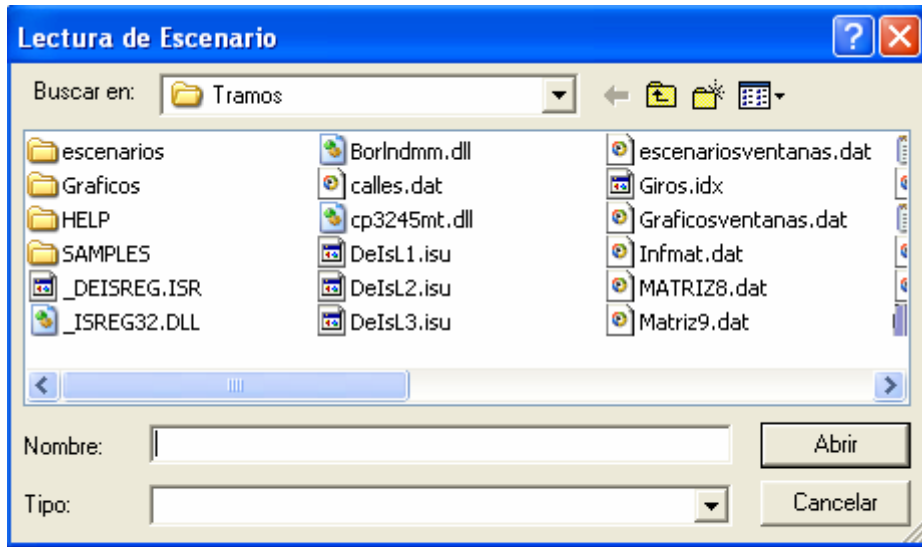 Lectura de Escenario
Buscar en: Tramos
escenarios
Graficos
HELP
SAMPLES
_DEISREG.ISR
_ISREG32.DLL
Borlndmm.dll
calles.dat
cp3245mt.dll
DeIsL1.isu
DeIsL2.isu
DeIsL3.isu
escenariosventanas.dat
Giros.idx
Graficosventanas.dat
Infmat.dat
MATRIZ8.dat
Matriz9.dat
Nombre:
Abrir
Tipo:
Cancelar